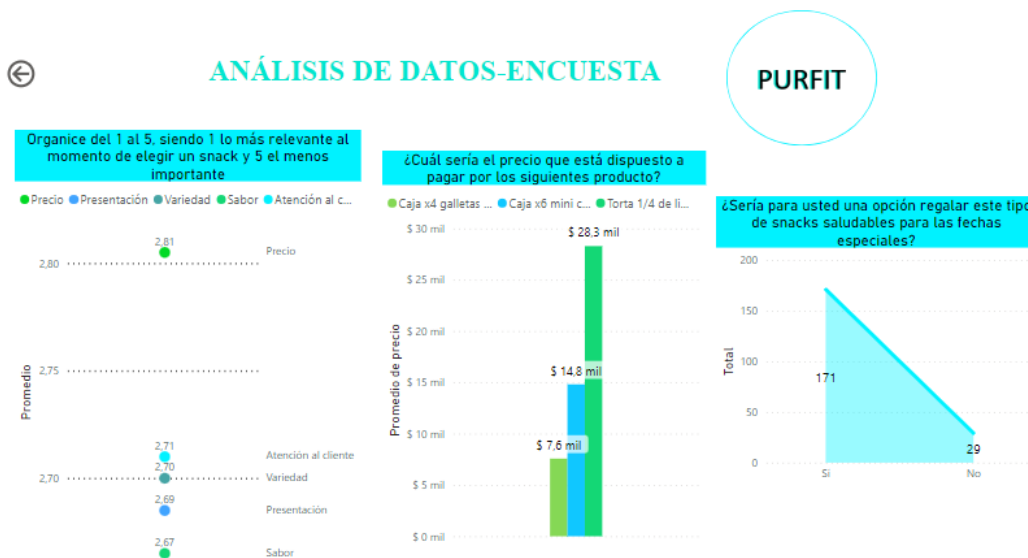 ANÁLISIS DE DATOS-ENCUESTA
PURFIT
Organice del 1 al 5, siendo 1 lo más relevante al
momento de elegir un snack y 5 el menos
importante
Precio Presentación Variedad Sabor Atención al c...
2,81
Precio
2,80
2,75
Promedio
2,71
Atención al cliente
2,70
2,70
Variedad
2,69
Presentación
2,67
Sabor
¿Cuál sería el precio que está dispuesto a
pagar por los siguientes producto?
Caja x4 galletas ... Caja x6 mini c... Torta 1/4 de li...
$ 30 mil
$ 28,3 mil
$ 25 mil
$ 20 mil
Promedio de precio
$ 15 mil
$ 14,8 mil
$ 10 mil
$ 7,6 mil
$ 5 mil
$ 0 mil
¿Sería para usted una opción regalar este tipo
de snacks saludables para las fechas
especiales?
200
150
Total
100
171
50
29
0
Si
No